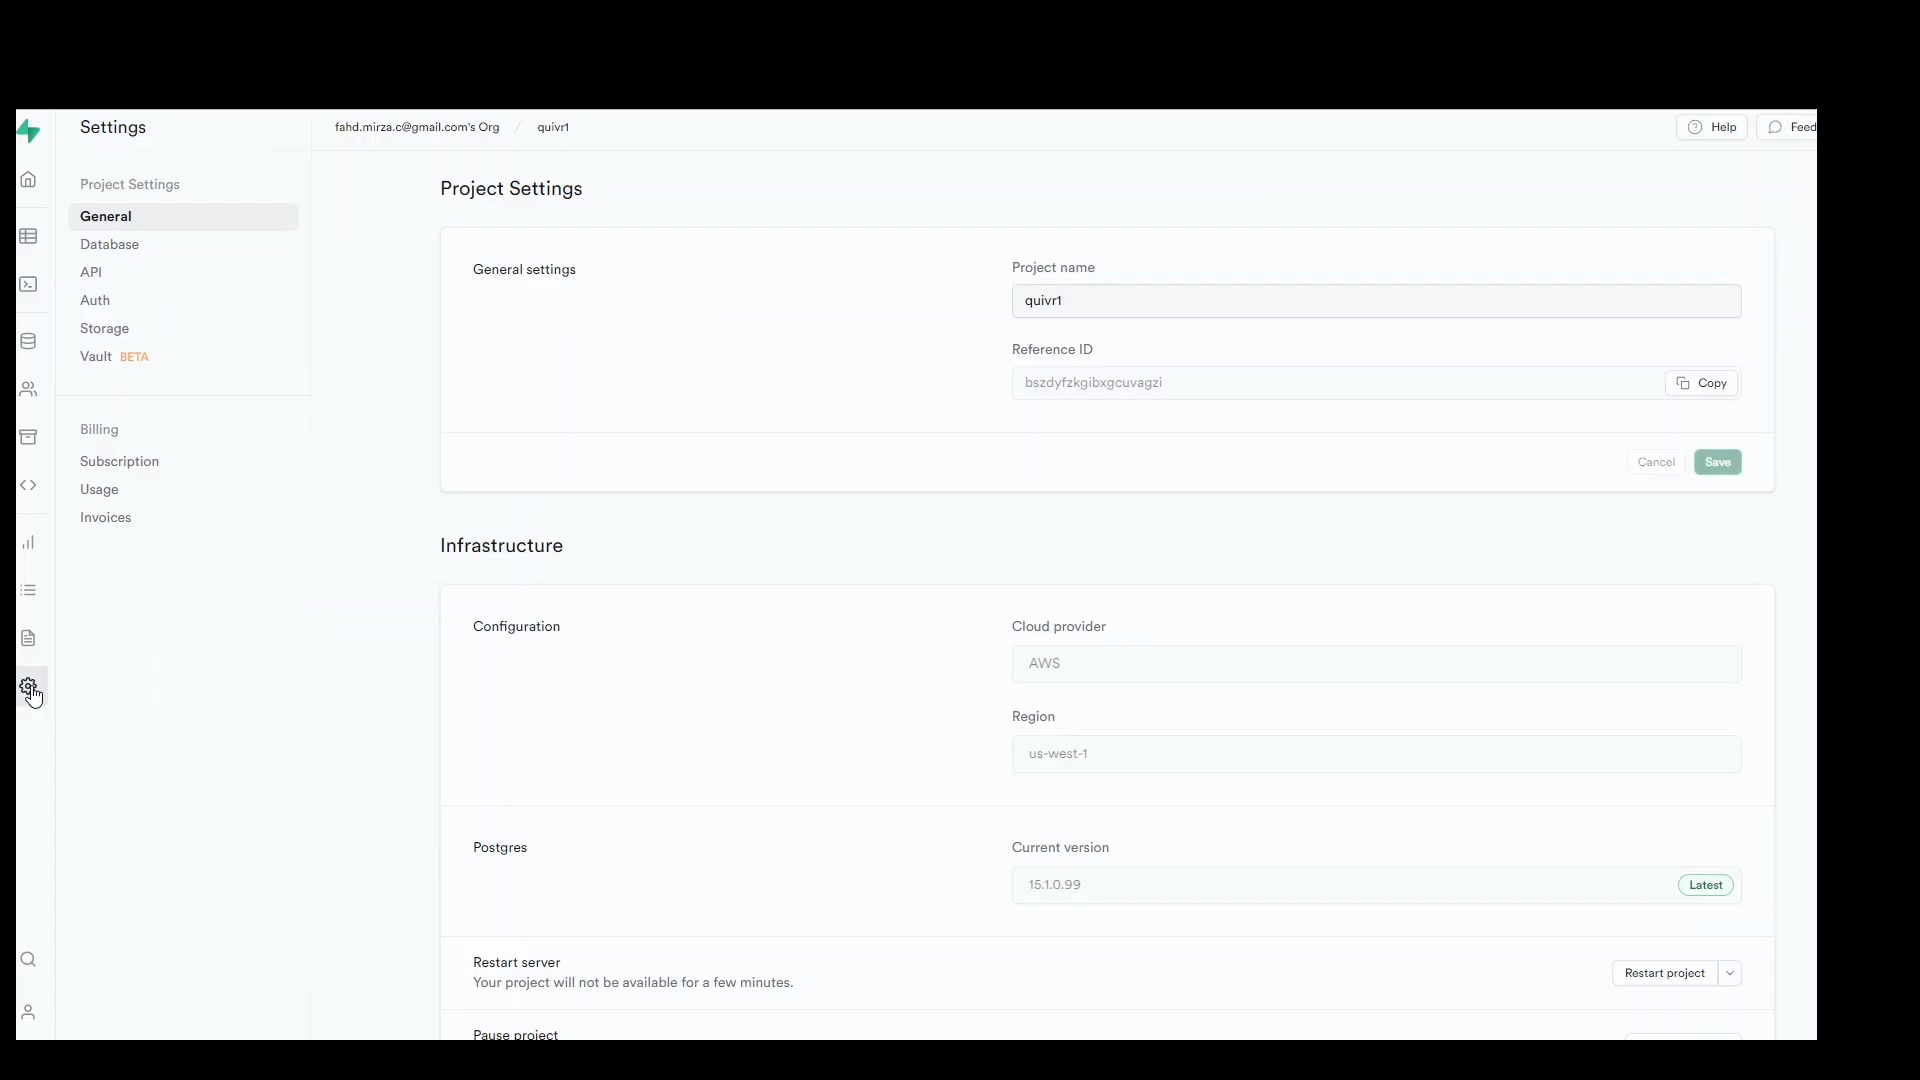 Settings
fahd.mirza.c@gmail.com's Org / quivr1
Help
Feed
Project Settings
General
Database
API
Auth
Storage
Vault BETA
Billing
Subscription
Usage
Invoices
Project Settings
General settings
Project name
quivr1
Reference ID
bszdyfzkgibxgcuvagzi
Copy
Cancel
Save
Infrastructure
Configuration
Cloud provider
AWS
Region
us-west-1
Postgres
Current version
15.1.0.99
Latest
Restart server
Your project will not be available for a few minutes.
Restart project
Pause project